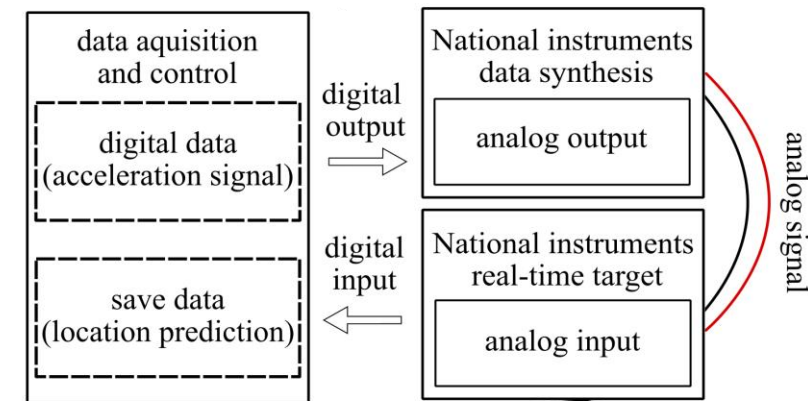 data aquisition
and control
digital data
(acceleration signal)
save data
(location prediction)
digital
output
digital
input
National instruments
data synthesis
analog output
National instruments
real-time target
analog input
analog signal